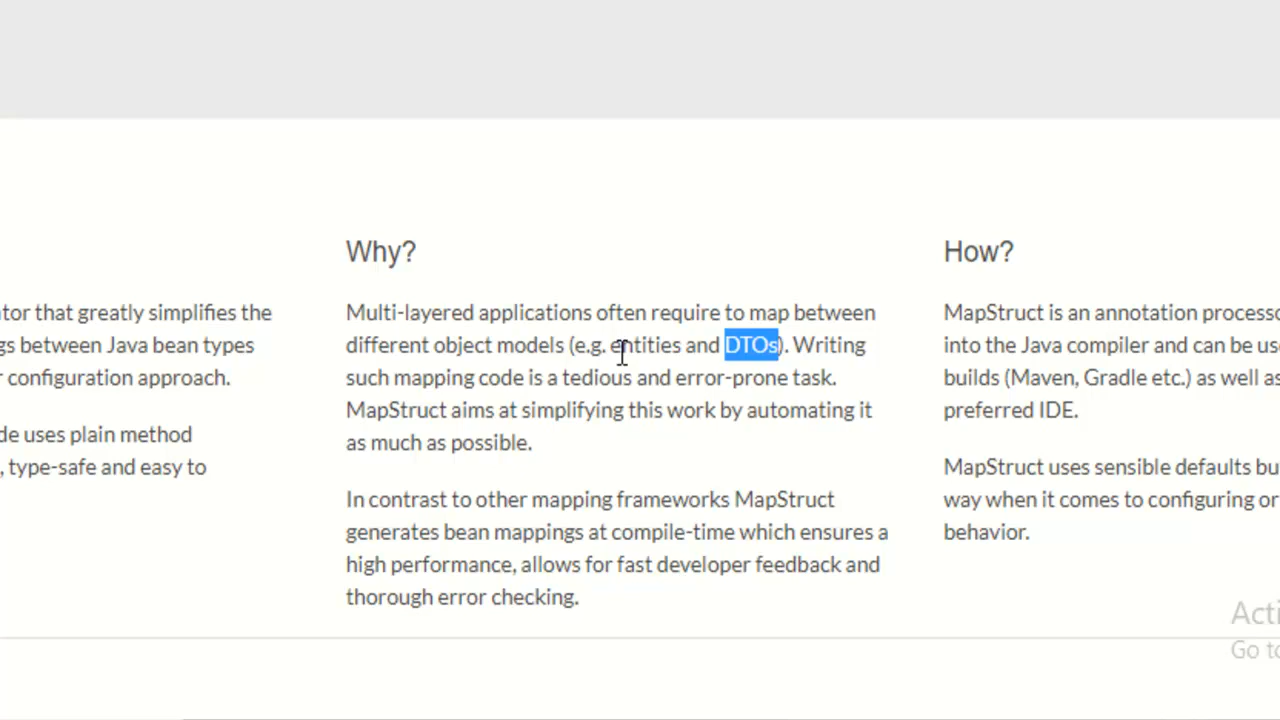 tor that greatly simplifies the
gs between Java bean types
r configuration approach.
de uses plain method
, type-safe and easy to
Why?
Multi-layered applications often require to map between
different object models (e.g. entities and DTOs). Writing
such mapping code is a tedious and error-prone task.
MapStruct aims at simplifying this work by automating it
as much as possible.
In contrast to other mapping frameworks MapStruct
generates bean mappings at compile-time which ensures a
high performance, allows for fast developer feedback and
thorough error checking.
How?
MapStruct is an annotation processo
into the Java compiler and can be use
builds (Maven, Gradle etc.) as well as
preferred IDE.
MapStruct uses sensible defaults bu
way when it comes to configuring or
behavior.
Acti
Go to